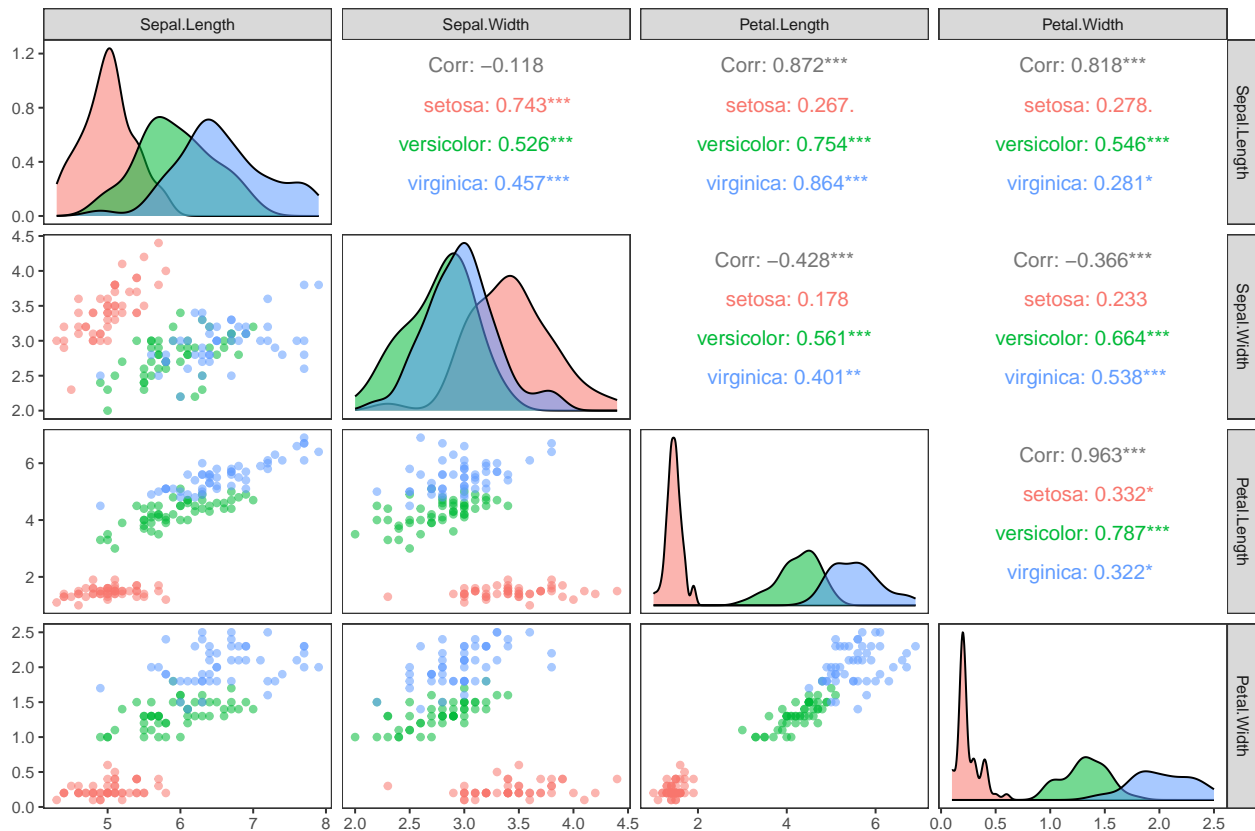 Sepal.Length
Sepal.Width
Petal.Length
Petal.Width
1.2
0.8
0.4
0.0
Corr: −0.118
setosa: 0.743***
versicolor: 0.526***
virginica: 0.457***
Corr: 0.872***
setosa: 0.267.
versicolor: 0.754***
virginica: 0.864***
Corr: 0.818***
setosa: 0.278.
versicolor: 0.546***
virginica: 0.281*
Sepal.Length
4.5
4.0
3.5
3.0
2.5
2.0
Corr: −0.428***
setosa: 0.178
versicolor: 0.561***
virginica: 0.401**
Corr: −0.366***
setosa: 0.233
versicolor: 0.664***
virginica: 0.538***
Sepal.Width
6
4
2
Corr: 0.963***
setosa: 0.332*
versicolor: 0.787***
virginica: 0.322*
Petal.Length
2.5
2.0
1.5
1.0
0.5
0.0
Petal.Width
5 6 7 8
2.0 2.5 3.0 3.5 4.0 4.5
2 4 6
0.0 0.5 1.0 1.5 2.0 2.5